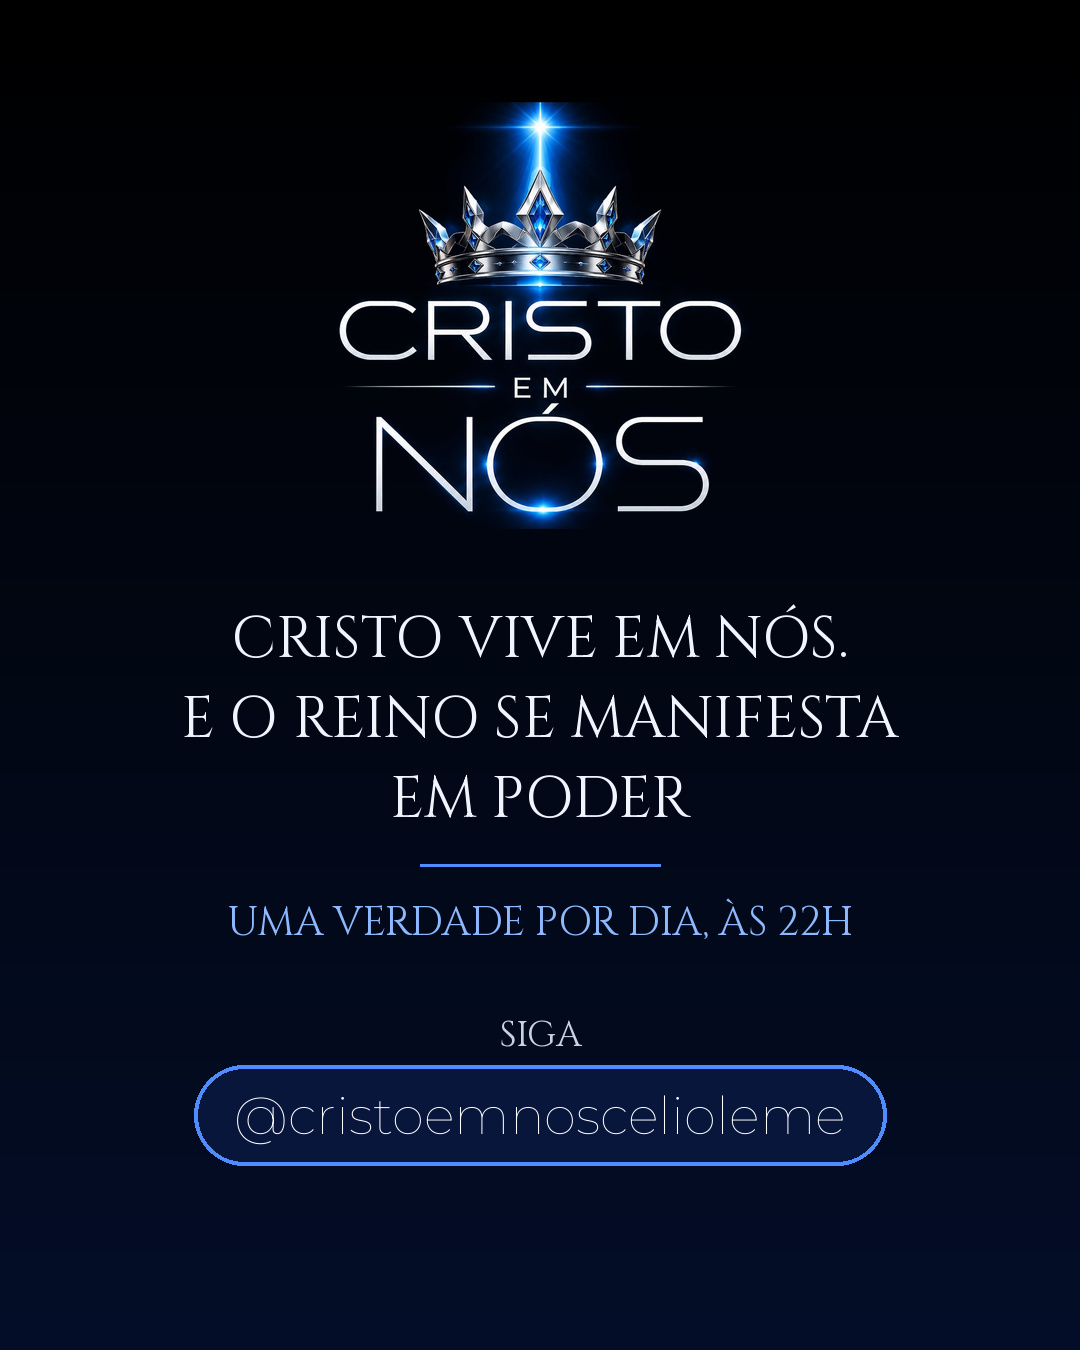 CRISTO
EM
NÓS
CRISTO VIVE EM NÓS.
E O REINO SE MANIFESTA
EM PODER
UMA VERDADE POR DIA, ÀS 22H
SIGA
@cristoemnoscelioleme